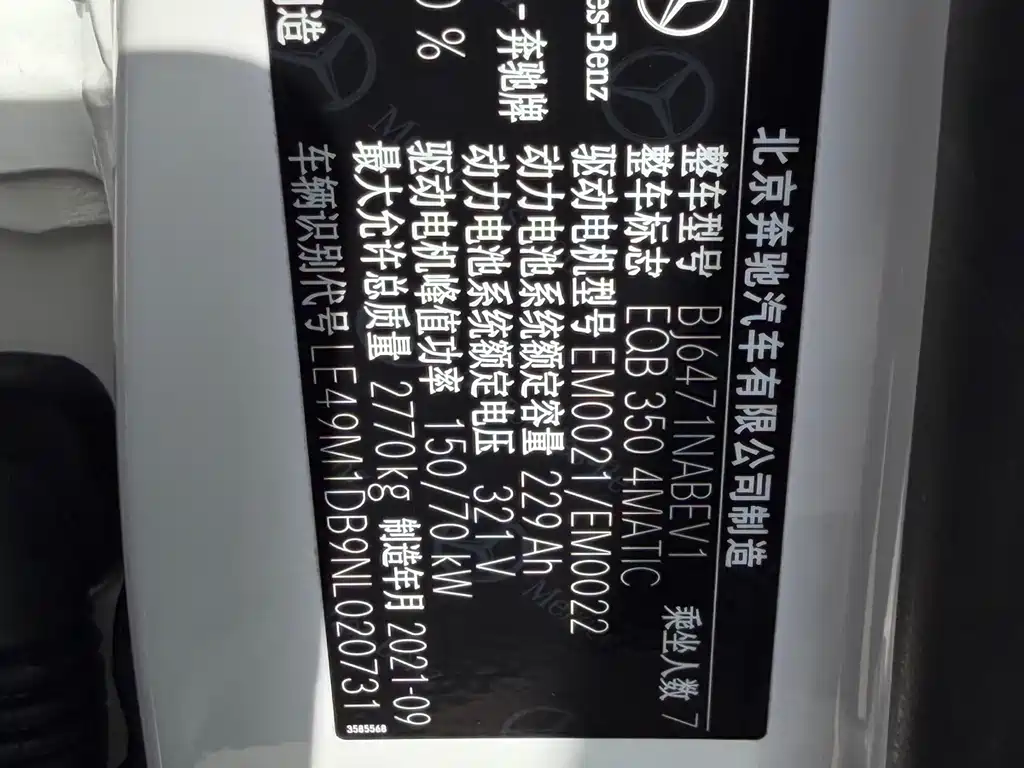 北京奔驰汽车有限公司制造
整车型号 BJ6471NABEV1 乘坐人数 7
整车标志 EQB 350 4MATIC
驱动电机型号 EM0021/EM0022
动力电池系统额定容量 229Ah
动力电池系统额定电压 321V
驱动电机峰值功率 150/70kW
最大允许总质量 2770kg 制造年月 2021-09
车辆识别代号 LE49M1DB9NL020731
3585568
es-Benz
-奔驰牌
%
制造